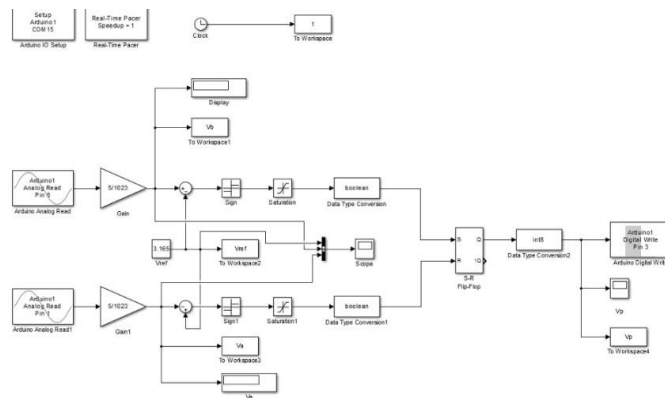 Setup
Arduino1
COM 15
Arduino IO Setup
Real-Time Pacer
Speedup = 1
Real-Time Pacer
Clock
t
To Workspace
Display
Vb
To Workspace1
Arduino1
Analog Read
Arduino Analog Read
5/1023
Gain
Sign
Saturation
boolean
Data Type Conversion
3.165
Vref
Vref
To Workspace2
Scope
S
R
Q
!Q
S-R
Flip-Flop
int8
Data Type Conversion2
Arduino1
Digital Write
Pin 3
Arduino Digital Write
Vp
Vp
To Workspace4
Arduino1
Analog Read
Pin 1
Arduino Analog Read1
5/1023
Gain1
Sign1
Saturation1
boolean
Data Type Conversion1
Va
To Workspace3